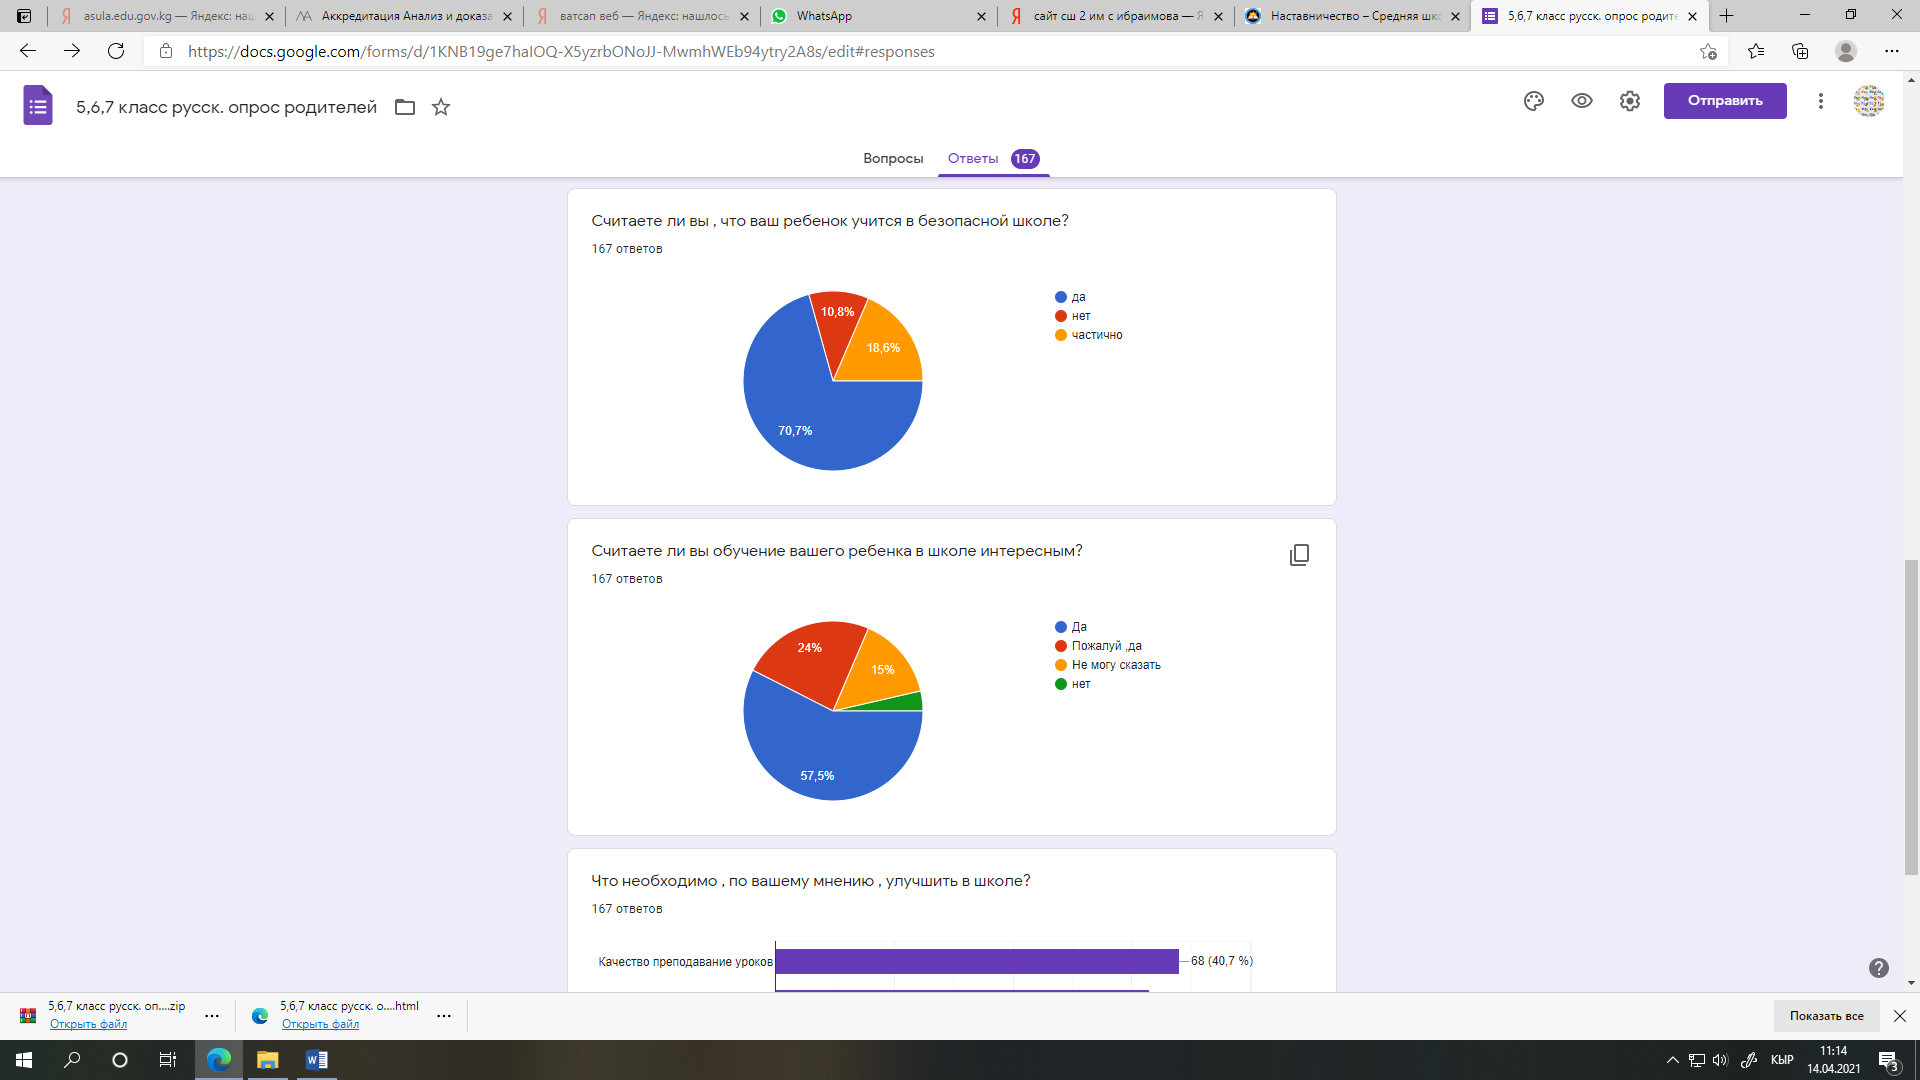 asula.edu.gov.kg — Яндекс: наш
Аккредитация Анализ и доказа
ватсап веб — Яндекс: нашлось
WhatsApp
сайт сш 2 им с ибраимова — Я
Наставничество – Средняя шк
5,6,7 класс русск. опрос родите
https://docs.google.com/forms/d/1KNB19ge7haIOQ-X5yzrbONoJJ-MwmhWEb94ytry2A8s/edit#responses
5,6,7 класс русск. опрос родителей
Отправить
Вопросы
Ответы 167
Считаете ли вы , что ваш ребенок учится в безопасной школе?
167 ответов
да
нет
частично
10,8%
18,6%
70,7%
Считаете ли вы обучение вашего ребенка в школе интересным?
167 ответов
Да
Пожалуй ,да
Не могу сказать
нет
24%
15%
57,5%
Что необходимо , по вашему мнению , улучшить в школе?
167 ответов
Качество преподавание уроков
68 (40,7 %)
5,6,7 класс русск. оп....zip
Открыть файл
5,6,7 класс русск. о....html
Открыть файл
Показать все
КЫР
11:14
14.04.2021
3